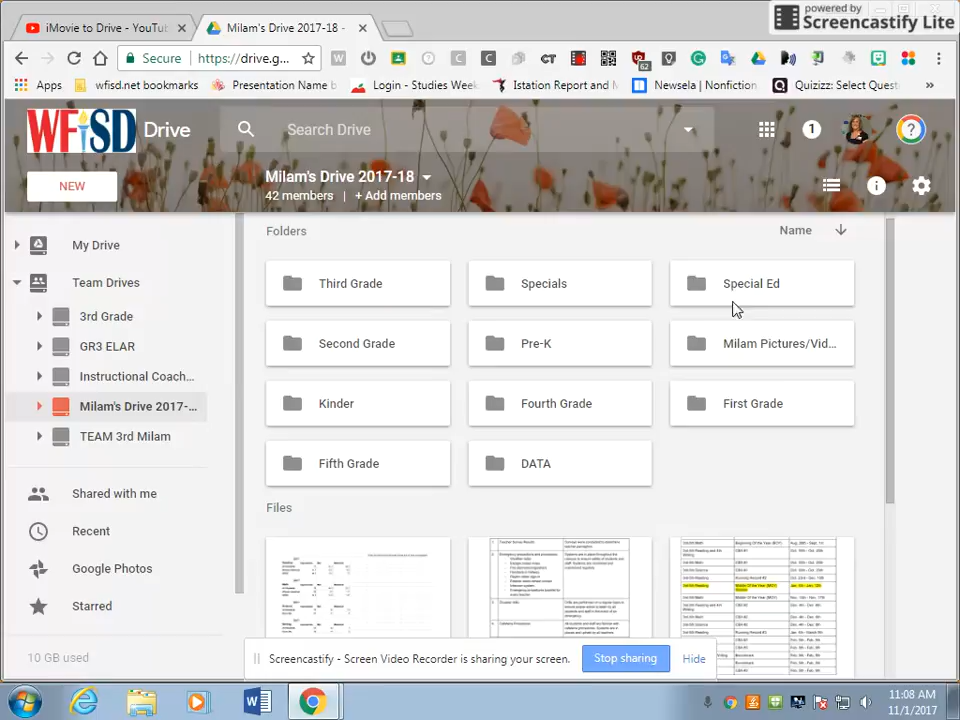 powered by
Screencastify Lite
iMovie to Drive - YouTu
Milam's Drive 2017-18 -
Secure
https://drive.g...
62
Apps
wfisd.net bookmarks
Presentation Name b
Login - Studies Week
Istation Report and M
Newsela | Nonfiction
Quizizz: Select Quest
»
WFISD
Drive
Search Drive
1
NEW
Milam's Drive 2017-18
42 members | + Add members
My Drive
Team Drives
3rd Grade
GR3 ELAR
Instructional Coach...
Milam's Drive 2017-...
TEAM 3rd Milam
Shared with me
Recent
Google Photos
Starred
10 GB used
Folders
Name
Third Grade
Specials
Special Ed
Second Grade
Pre-K
Milam Pictures/Vid...
Kinder
Fourth Grade
First Grade
Fifth Grade
DATA
Files
Screencastify - Screen Video Recorder is sharing your screen.
Stop sharing
Hide
11:08 AM
11/1/2017